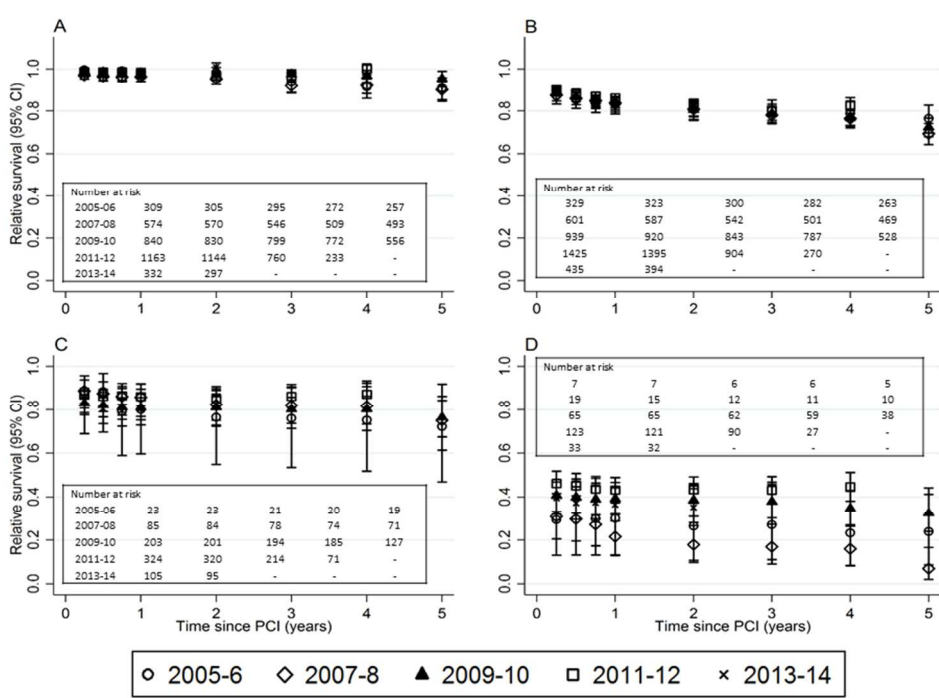 A
B
Relative survival (95% CI)
1.0
0.8
0.6
0.4
0.2
0.0
Number at risk
2005-06 309 305 295 272 257
2007-08 574 570 546 509 493
2009-10 840 830 799 772 556
2011-12 1163 1144 760 233 -
2013-14 332 297 - - -
0 1 2 3 4 5
1.0
0.8
0.6
0.4
0.2
0.0
Number at risk
329 323 300 282 263
601 587 542 501 469
939 920 843 787 528
1425 1395 904 270 -
435 394 - - -
0 1 2 3 4 5
C
D
Relative survival (95% CI)
1.0
0.8
0.6
0.4
0.2
0.0
Number at risk
2005-06 23 23 21 20 19
2007-08 85 84 78 74 71
2009-10 203 201 194 185 127
2011-12 324 320 214 71 -
2013-14 105 95 - - -
0 1 2 3 4 5
Time since PCI (years)
1.0
0.8
0.6
0.4
0.2
0.0
Number at risk
7 7 6 6 5
19 15 12 11 10
65 65 62 59 38
123 121 90 27 -
33 32 - - -
0 1 2 3 4 5
Time since PCI (years)
2005-6 2007-8 2009-10 2011-12 2013-14